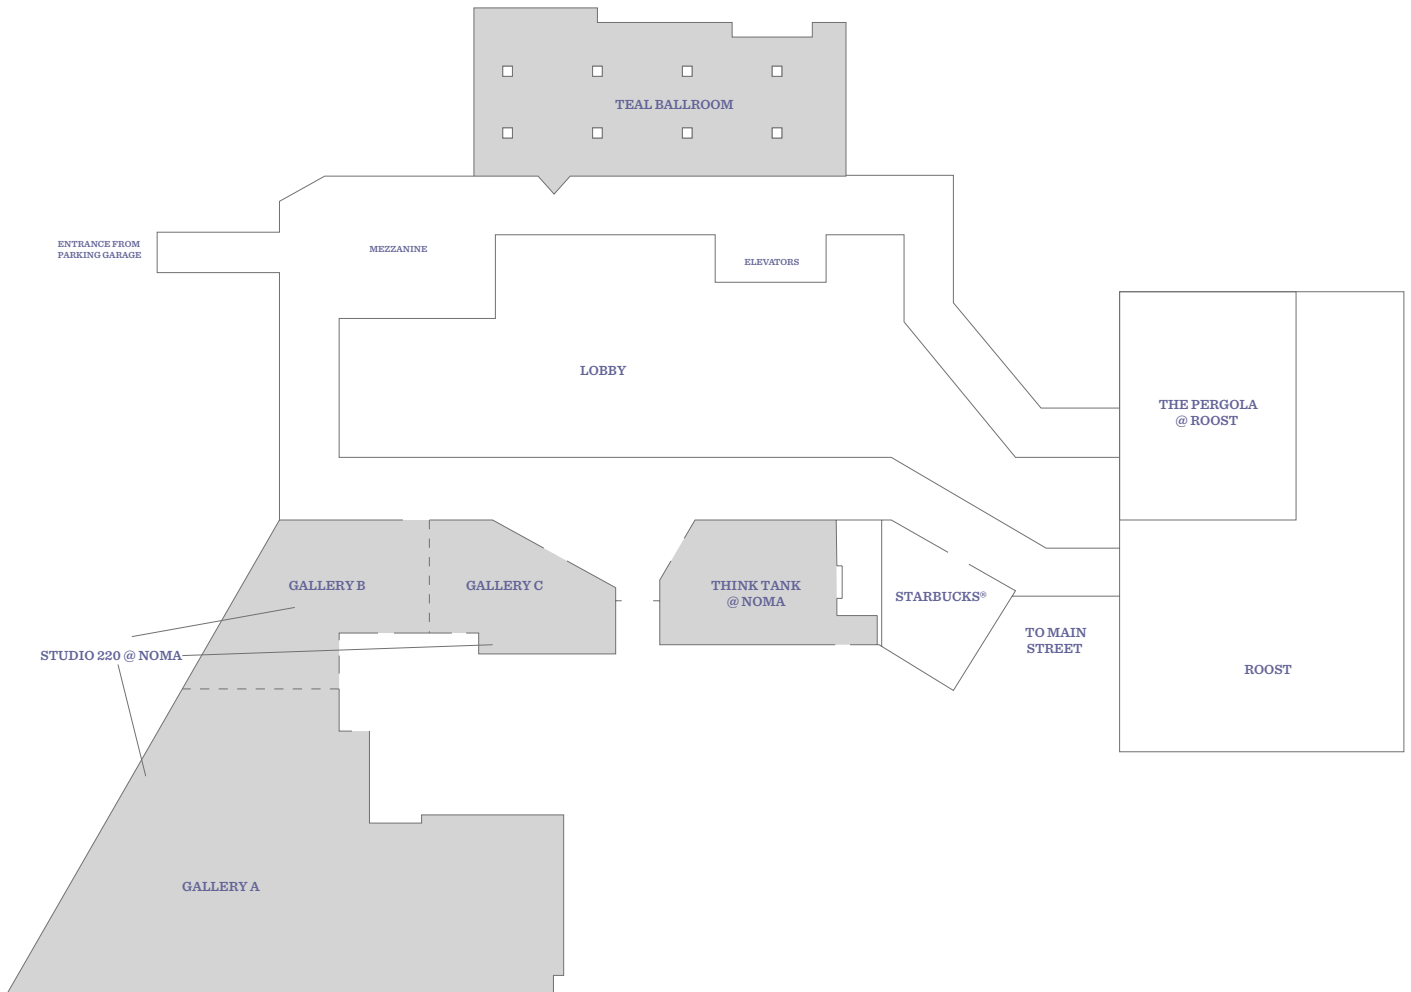 TEAL BALLROOM
ENTRANCE FROM
PARKING GARAGE
MEZZANINE
ELEVATORS
LOBBY
THE PERGOLA
@ ROOST
GALLERY B
GALLERY C
THINK TANK
@ NOMA
STARBUCKS®
TO MAIN
STREET
STUDIO 220 @ NOMA
ROOST
GALLERY A